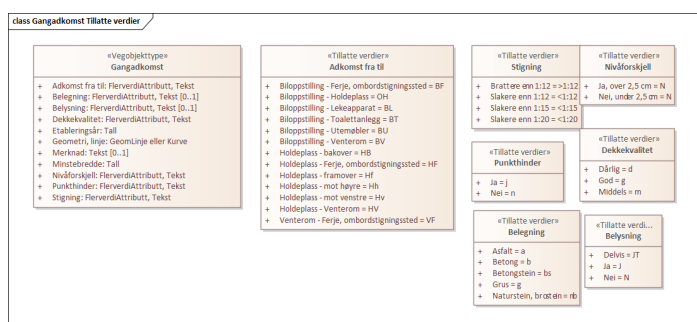 class Gangadkomst Tillatte verdier
«Vegobjekttype»
Gangadkomst
+ Adkomst fra til: FlerverdiAttributt, Tekst
+ Belegning: FlerverdiAttributt, Tekst [0..1]
+ Belysning: FlerverdiAttributt, Tekst [0..1]
+ Dekkekvalitet: FlerverdiAttributt, Tekst
+ Etableringsår: Tall
+ Geometri, linje: GeomLinje eller Kurve
+ Merknad: Tekst [0..1]
+ Minstebredde: Tall
+ Nivåforskjell: FlerverdiAttributt, Tekst
+ Punkthinder: FlerverdiAttributt, Tekst
+ Stigning: FlerverdiAttributt, Tekst
«Tillatte verdier»
Adkomst fra til
+ Biloppstilling - Ferje, ombordstigningssted = BF
+ Biloppstilling - Holdeplass = OH
+ Biloppstilling - Lekeapparat = BL
+ Biloppstilling - Toalettanlegg = BT
+ Biloppstilling - Utemøbler = BU
+ Biloppstilling - Venterom = BV
+ Holdeplass - bakover = HB
+ Holdeplass - Ferje, ombordstigningssted = HF
+ Holdeplass - framover = Hf
+ Holdeplass - mot høyre = Hh
+ Holdeplass - mot venstre = Hv
+ Holdeplass - Venterom = HV
+ Venterom - Ferje, ombordstigningssted = VF
«Tillatte verdier»
Stigning
+ Brattere enn 1:12 = >1:12
+ Slakere enn 1:12 = <1:12
+ Slakere enn 1:15 = <1:15
+ Slakere enn 1:20 = <1:20
«Tillatte verdier»
Nivåforskjell
+ Ja, over 2,5 cm = N
+ Nei, under 2,5 cm = N
«Tillatte verdier»
Punkthinder
+ Ja = j
+ Nei = n
«Tillatte verdier»
Dekkekvalitet
+ Dårlig = d
+ God = g
+ Middels = m
«Tillatte verdier»
Belegning
+ Asfalt = a
+ Betong = b
+ Betongstein = bs
+ Grus = g
+ Naturstein, brostein = nb
«Tillatte verdi...
Belysning
+ Delvis = JT
+ Ja = J
+ Nei = N